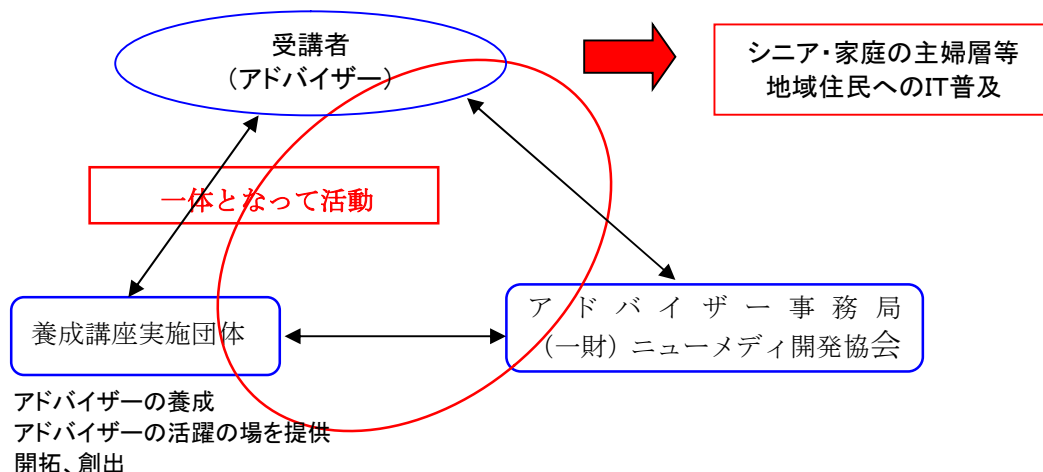 受講者
(アドバイザー)
シニア・家庭の主婦層等
地域住民へのIT普及
一体となって活動
養成講座実施団体
アドバイザー事務局
(一財)ニューメディ開発協会
アドバイザーの養成
アドバイザーの活躍の場を提供
開拓、創出